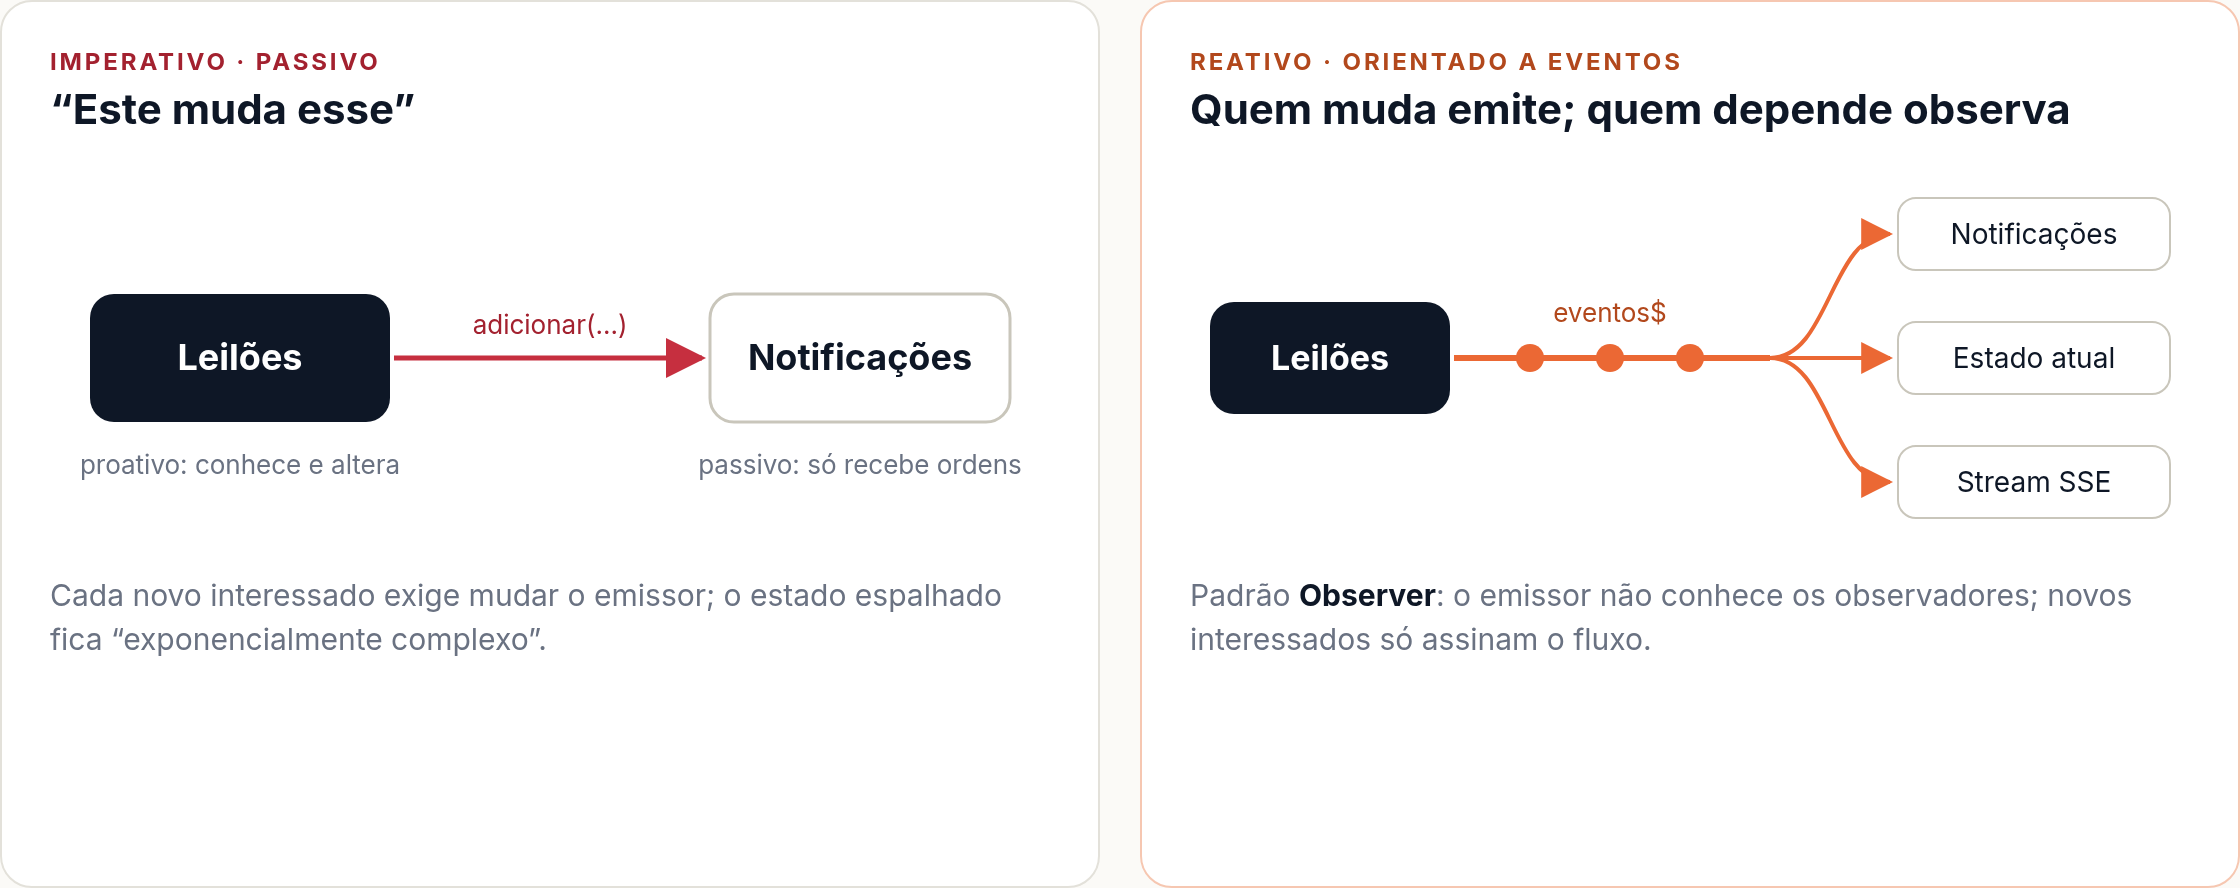 IMPERATIVO · PASSIVO
“Este muda esse”
Leilões
adicionar(...)
Notificações
proativo: conhece e altera
passivo: só recebe ordens
Cada novo interessado exige mudar o emissor; o estado espalhado
fica “exponencialmente complexo”.
REATIVO · ORIENTADO A EVENTOS
Quem muda emite; quem depende observa
Leilões
eventos$
Notificações
Estado atual
Stream SSE
Padrão Observer: o emissor não conhece os observadores; novos
interessados só assinam o fluxo.